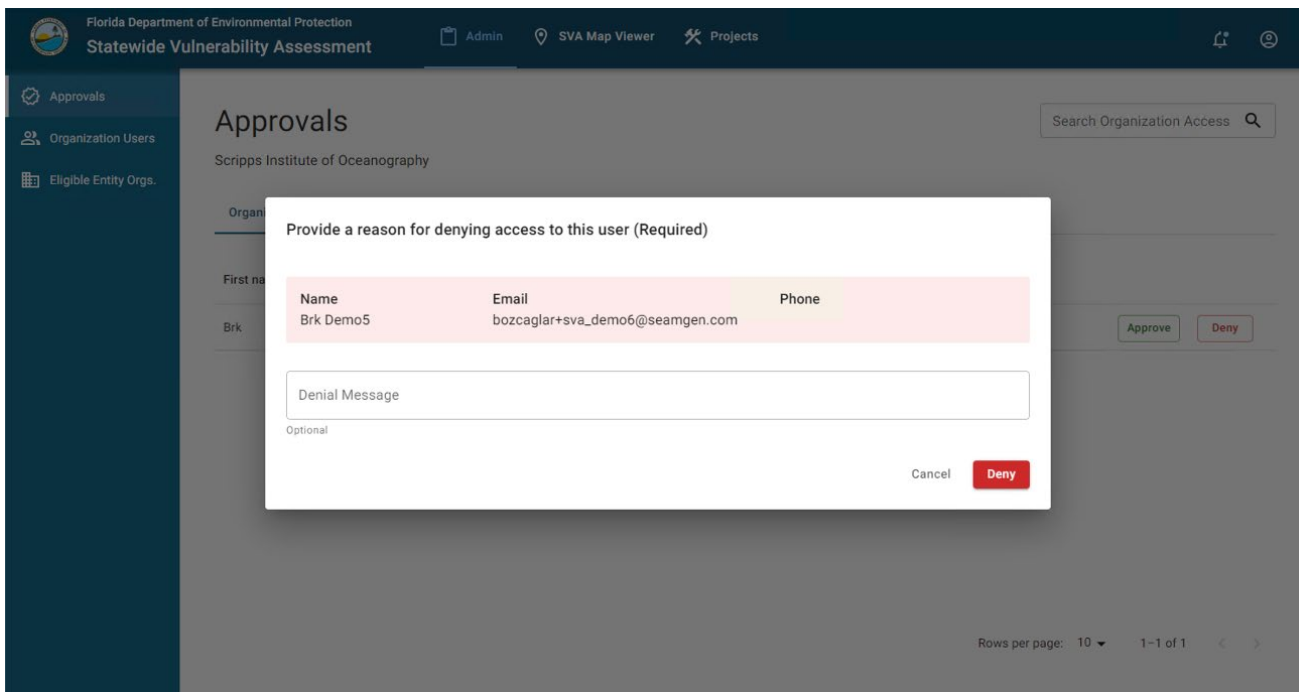 Florida Department of Environmental Protection
Statewide Vulnerability Assessment
Admin
SVA Map Viewer
Projects
Approvals
Organization Users
Eligible Entity Orgs.
Approvals
Search Organization Access
Scripps Institute of Oceanography
Organi
First na
Brk
Approve
Deny
Provide a reason for denying access to this user (Required)
Name Email Phone
Brk Demo5 bozcaglar+sva_demo6@seamgen.com
Denial Message
Optional
Cancel Deny
Rows per page: 10 1–1 of 1